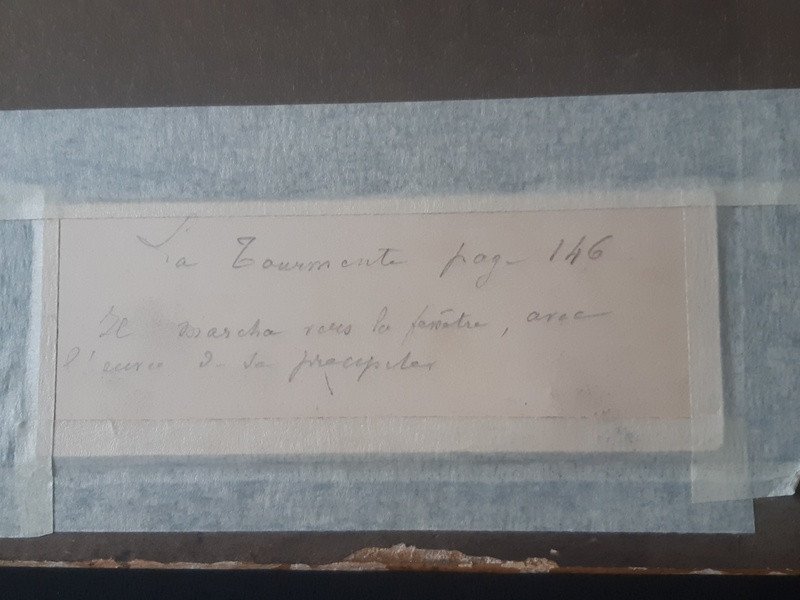 La Tourmente page 146
Il marcha vers la fenêtre, avec
l'envie de se précipiter